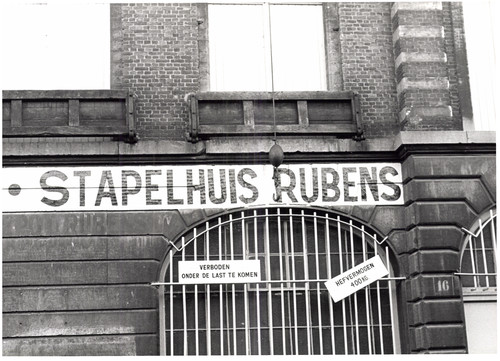 STAPELHUIS RUBENS
VERBODEN
ONDER DE LAST TE KOMEN
HEFVERMOGEN
400 KG
16